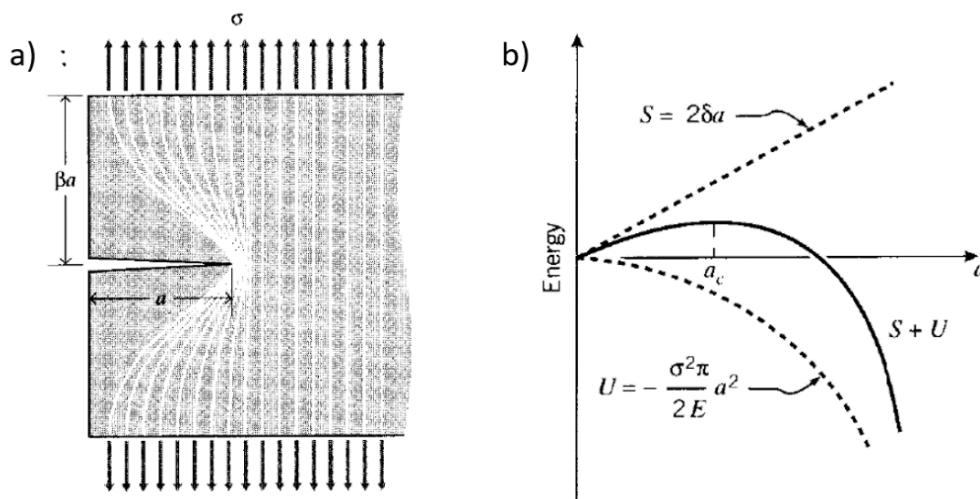 a)
:
σ
βa
a
b)
Energy
S = 2δa
a_c
a
S + U
U = - σ²π/2E a²